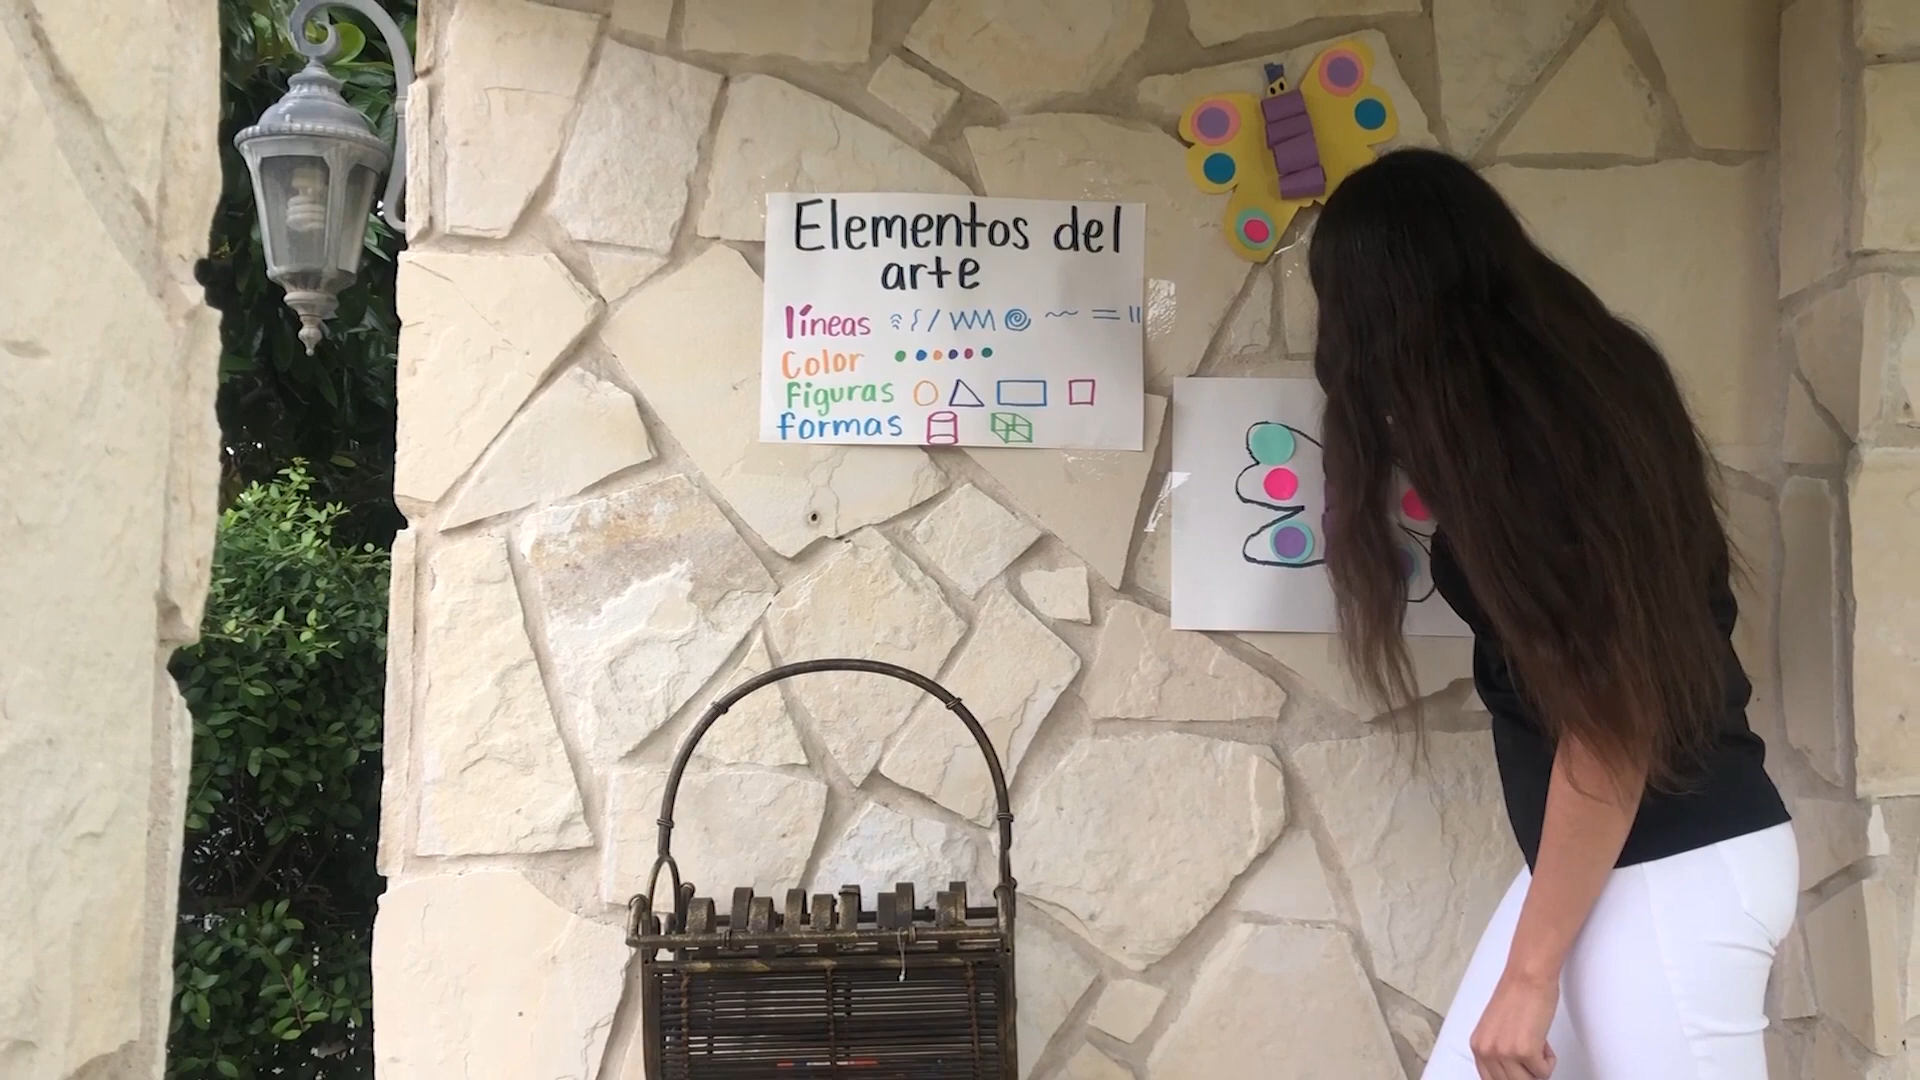 Elementos del
arte
líneas
Color
figuras
formas